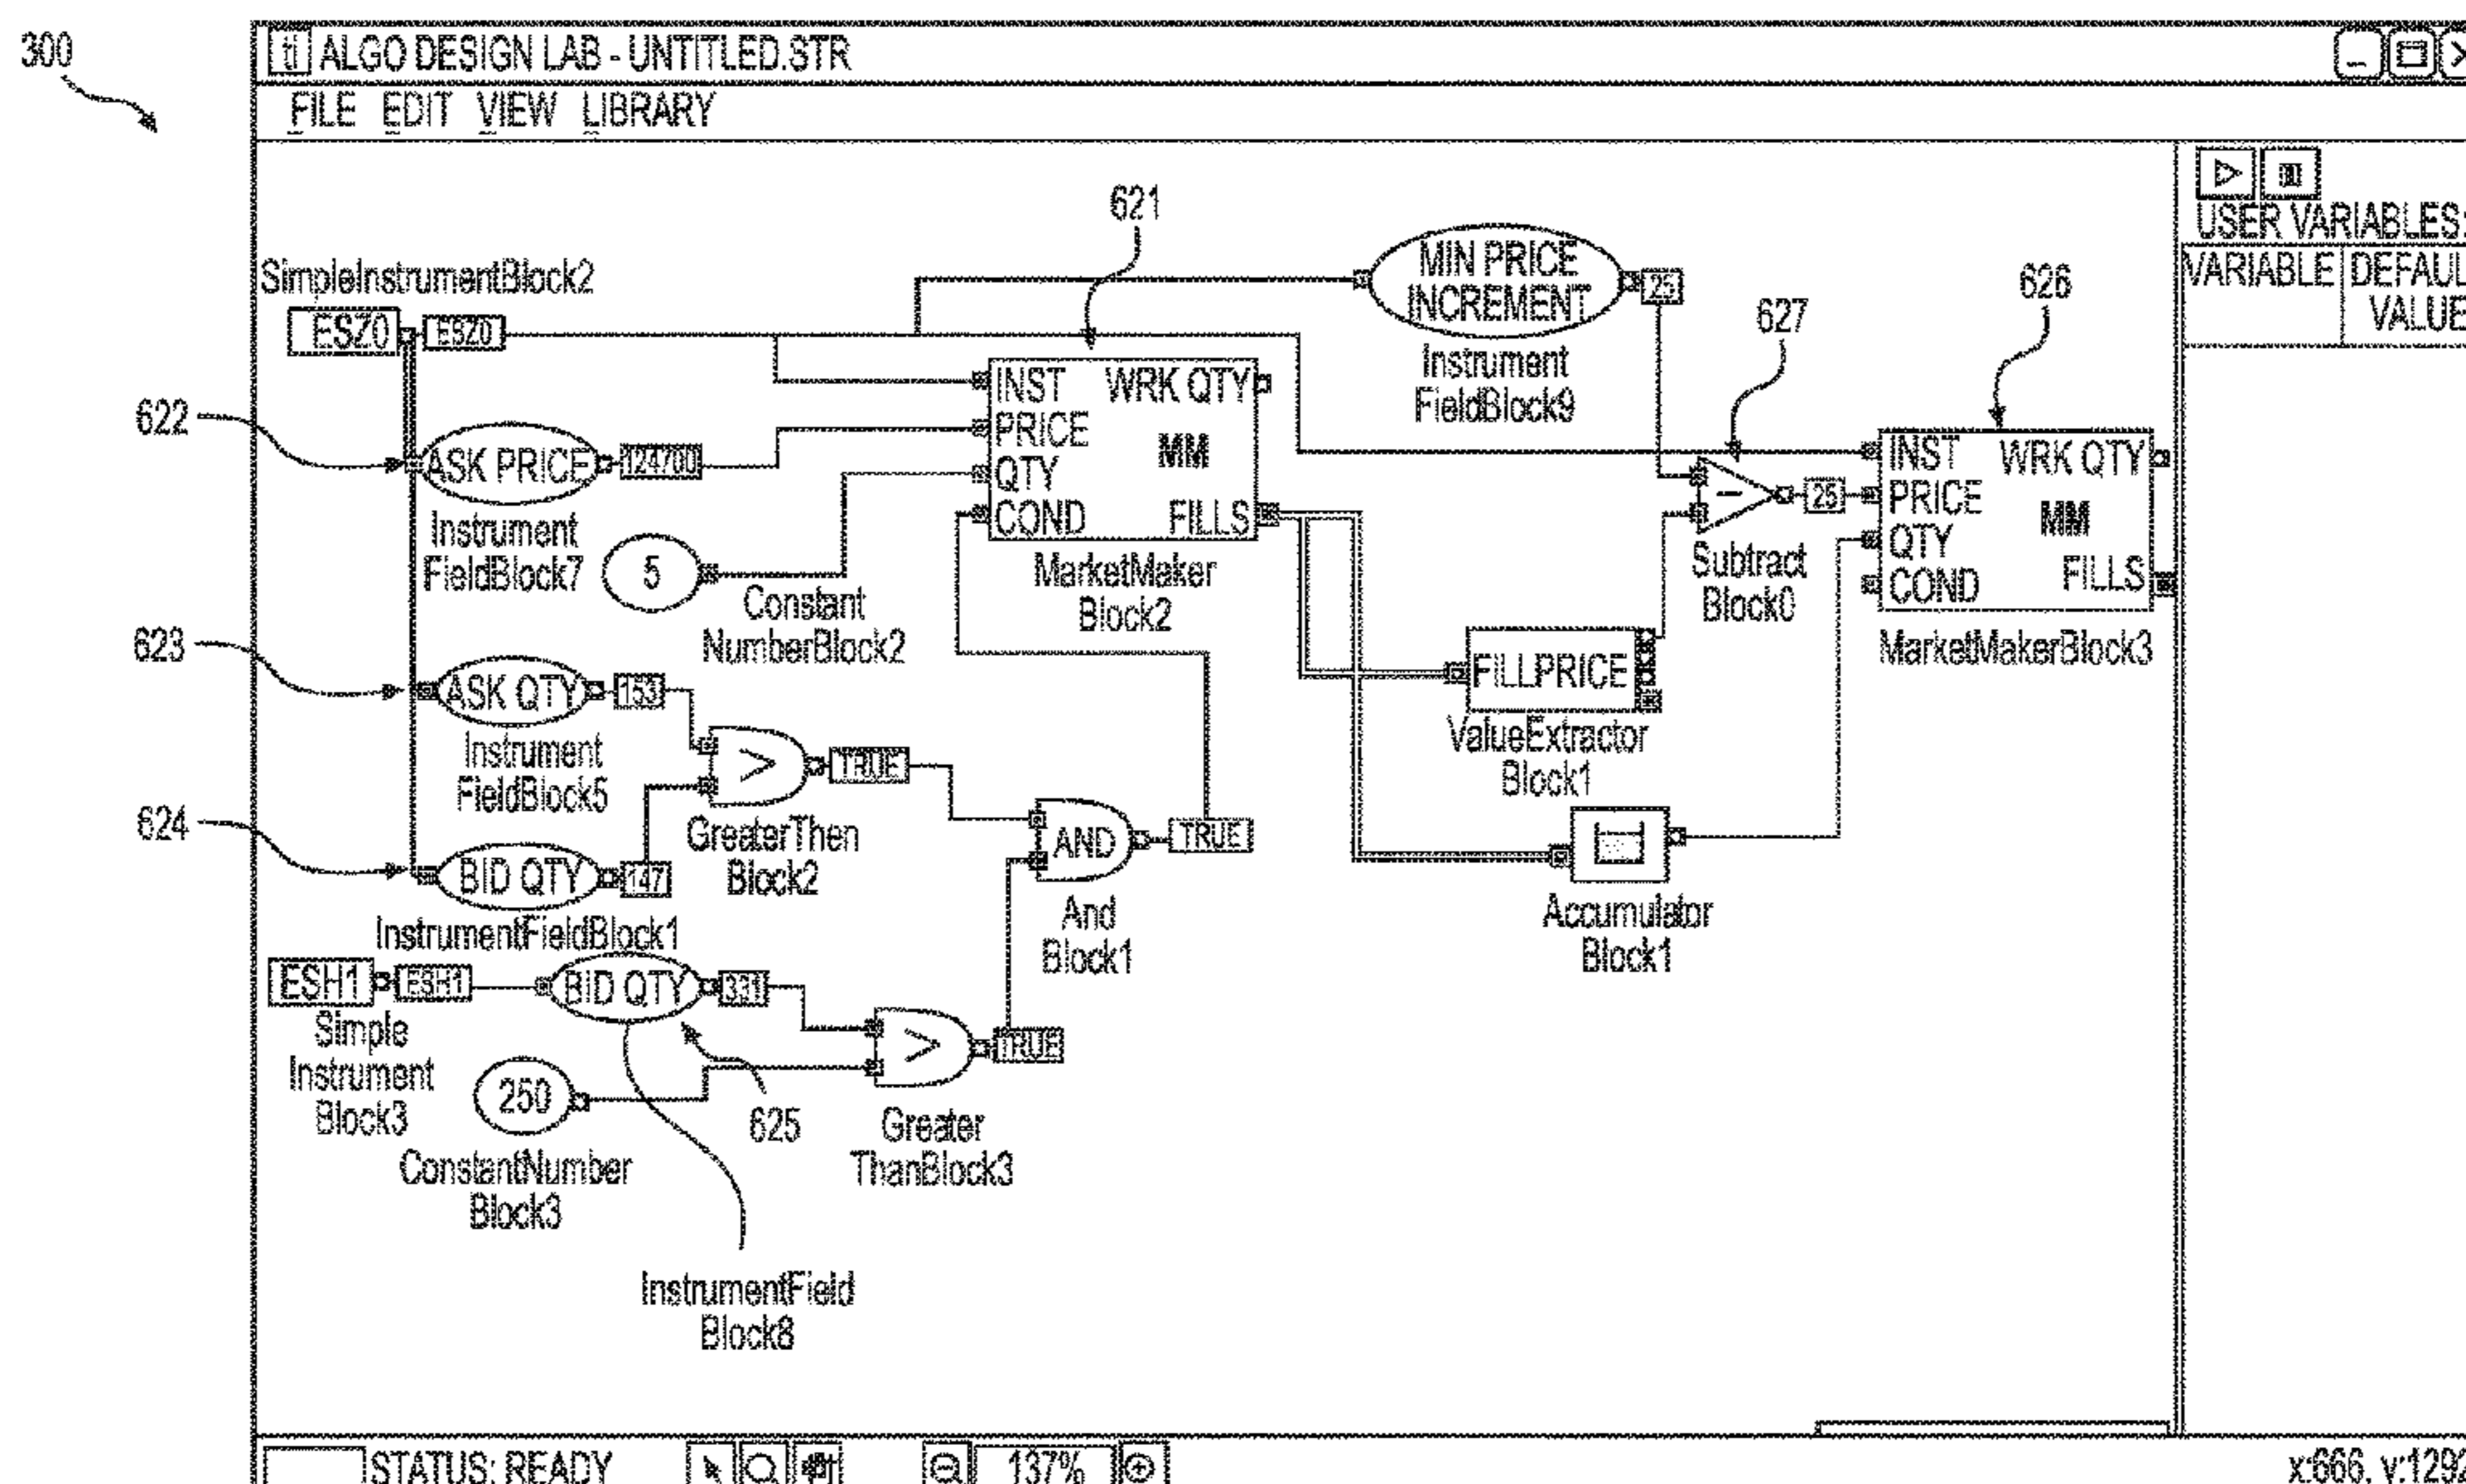 300
ALGO DESIGN LAB - UNTITLED.STR
FILE EDIT VIEW LIBRARY
USER VARIABLES:
VARIABLE
DEFAUL
VALUE
621
626
627
SimpleInstrumentBlock2
ESZ0
ESZ0
MIN PRICE
INCREMENT
25
Instrument
FieldBlock9
622
ASK PRICE
124700
Instrument
FieldBlock7
5
Constant
NumberBlock2
INST
WRK QTY
PRICE
MM
QTY
COND
FILLS
MarketMaker
Block2
-
25
Subtract
Block0
INST
WRK QTY
PRICE
MM
QTY
COND
FILLS
MarketMakerBlock3
623
ASK QTY
153
Instrument
FieldBlock5
>
TRUE
GreaterThen
Block2
FILLPRICE
ValueExtractor
Block1
624
BID QTY
147
InstrumentFieldBlock1
AND
TRUE
And
Block1
Accumulator
Block1
ESH1
ESH1
Simple
Instrument
Block3
BID QTY
331
>
TRUE
250
ConstantNumber
Block3
625
Greater
ThanBlock3
InstrumentField
Block8
STATUS: READY
137%
x:666, y:1292